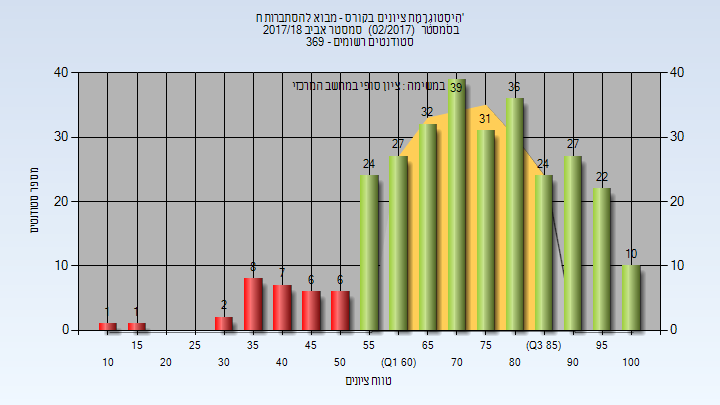 היסטוגרמת ציונים בקורס - מבוא להסתברות ח'
בסמסטר (02/2017) סמסטר אביב 2017/18
סטודנטים רשומים - 369
במשימה : ציון סופי במחשב המרכזי
מספר סטודנטים
40 40
30 30
20 20
10 10
0 0
1 1 2 8 7 6 6 24 27 32 39 31 36 24 27 22 10
15 25 35 45 55 65 75 (Q3 85) 95
10 20 30 40 50 (Q1 60) 70 80 90 100
טווח ציונים